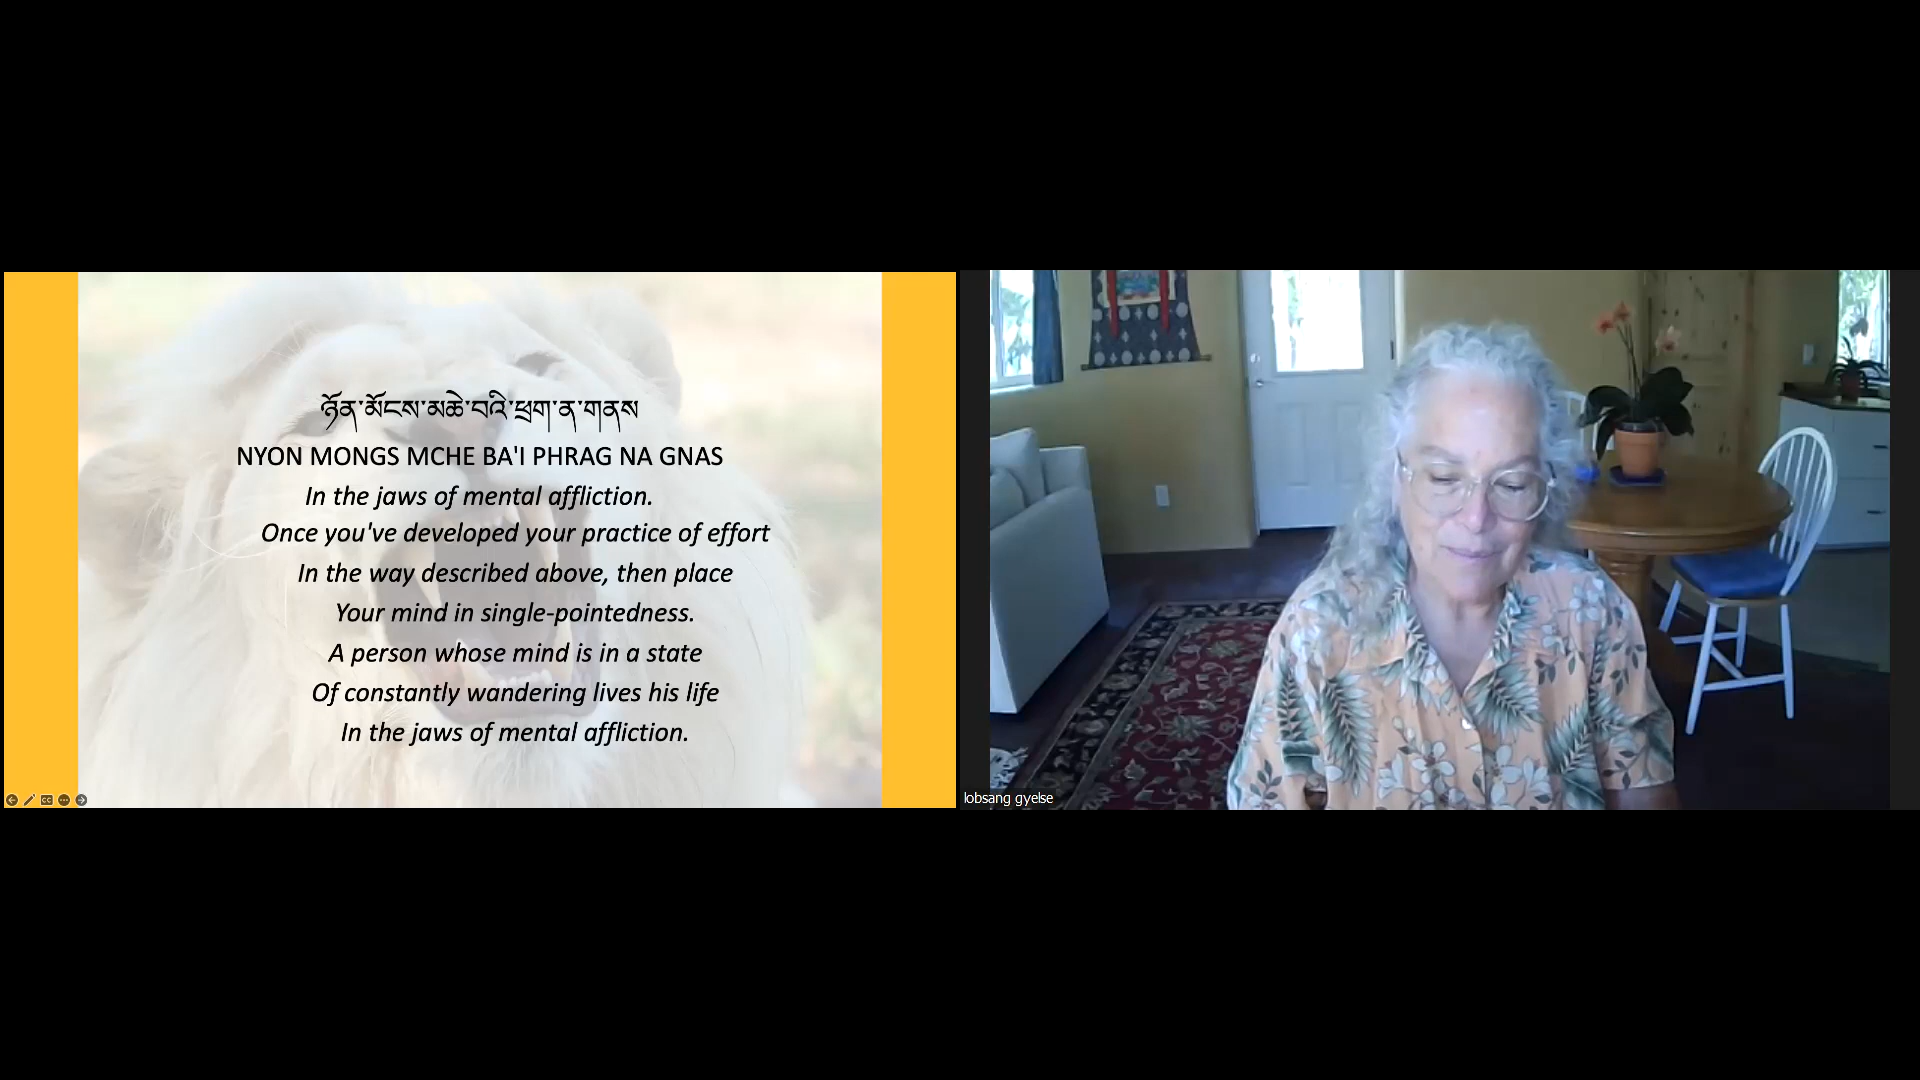 ཉོན་མོངས་མཆེ་བའི་ཕྲག་ན་གནས
NYON MONGS MCHE BA'I PHRAG NA GNAS
In the jaws of mental affliction.
Once you've developed your practice of effort
In the way described above, then place
Your mind in single-pointedness.
A person whose mind is in a state
Of constantly wandering lives his life
In the jaws of mental affliction.
lobsang gyelse